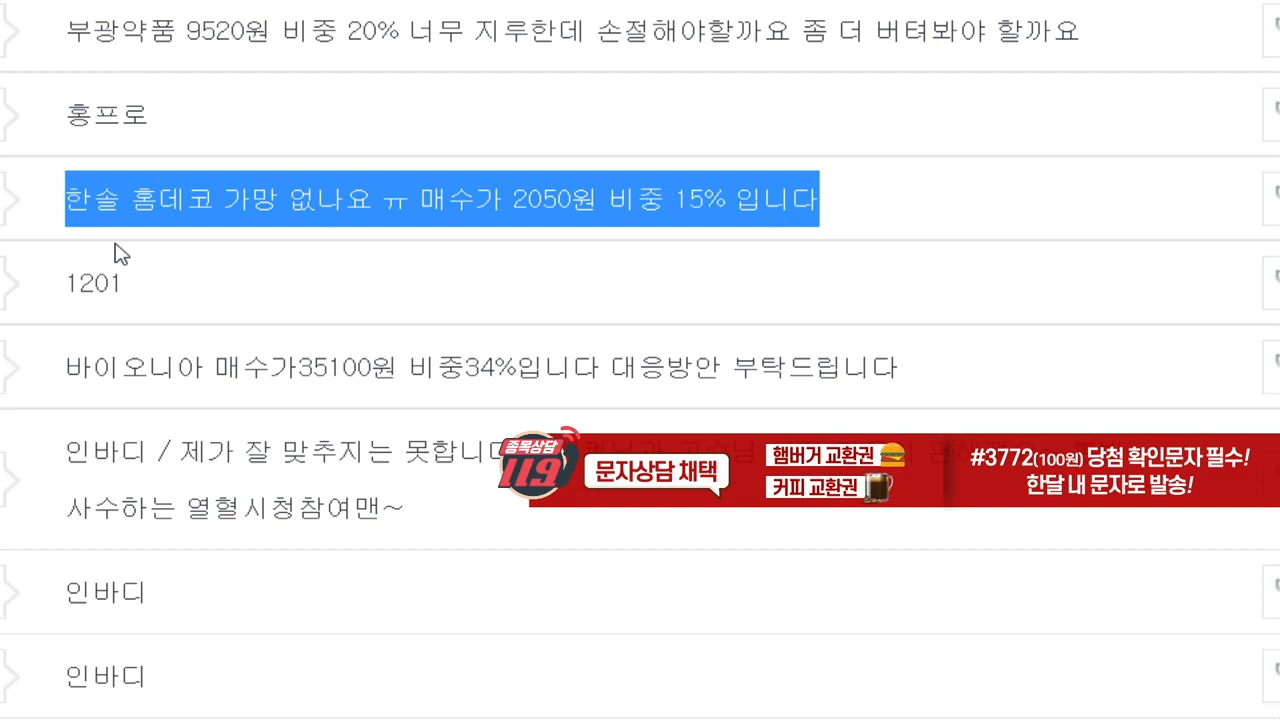 부광약품 9520원 비중 20% 너무 지루한데 손절해야할까요 좀 더 버텨봐야 할까요
홍프로
한솔 홈데코 가망 없나요 ㅠ 매수가 2050원 비중 15% 입니다
1201
바이오니아 매수가35100원 비중34%입니다 대응방안 부탁드립니다
인바디 / 제가 잘 맞추지는 못합니다
사수하는 열혈시청참여맨~
종목상담
119
문자상담 채택
햄버거 교환권
커피 교환권
#3772(100원) 당첨 확인문자 필수!
한달 내 문자로 발송!
인바디
인바디